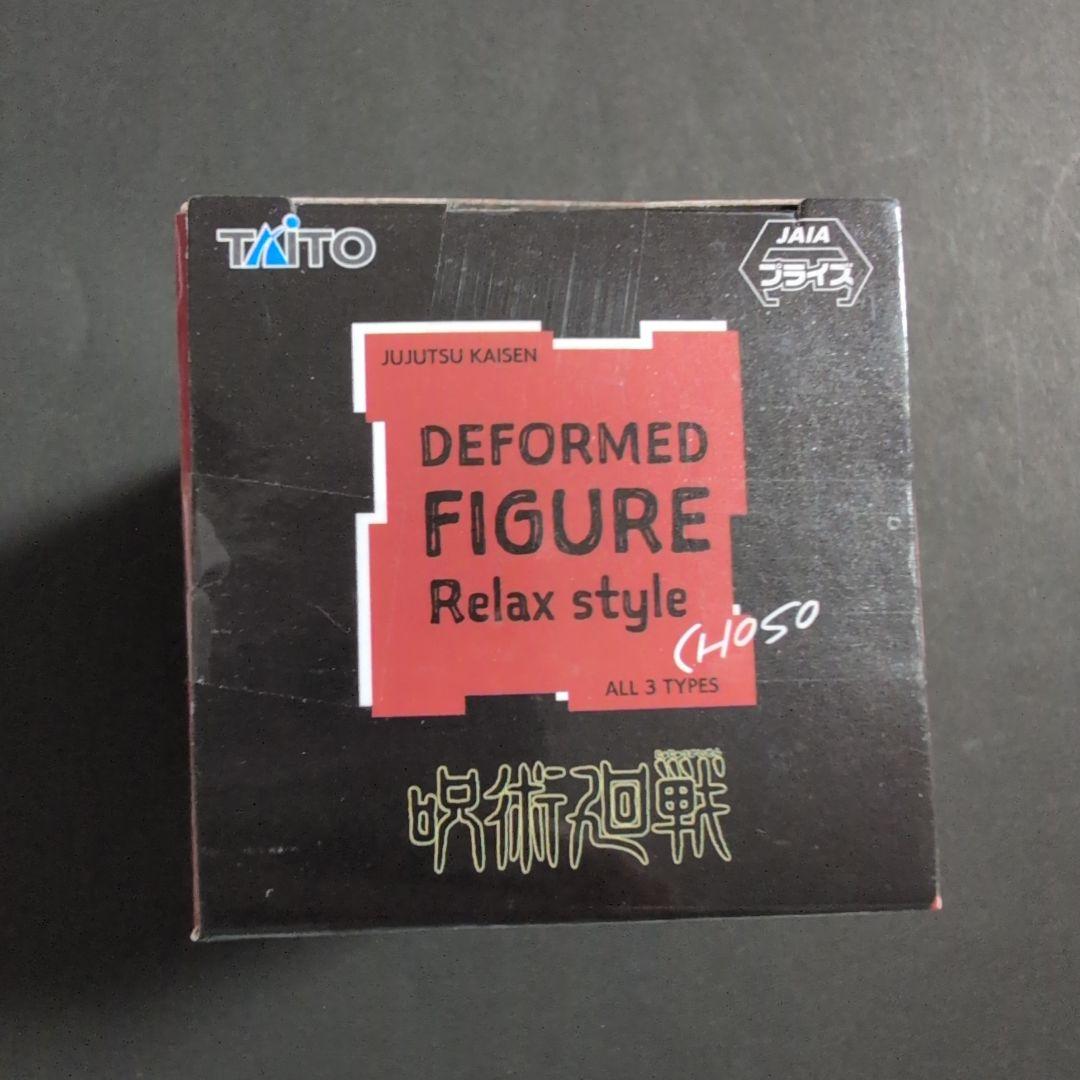 TAITO
JAIA
プライズ
JUJUTSU KAISEN
DEFORMED
FIGURE
Relax style
CHOSO
ALL 3 TYPES
呪術廻戦